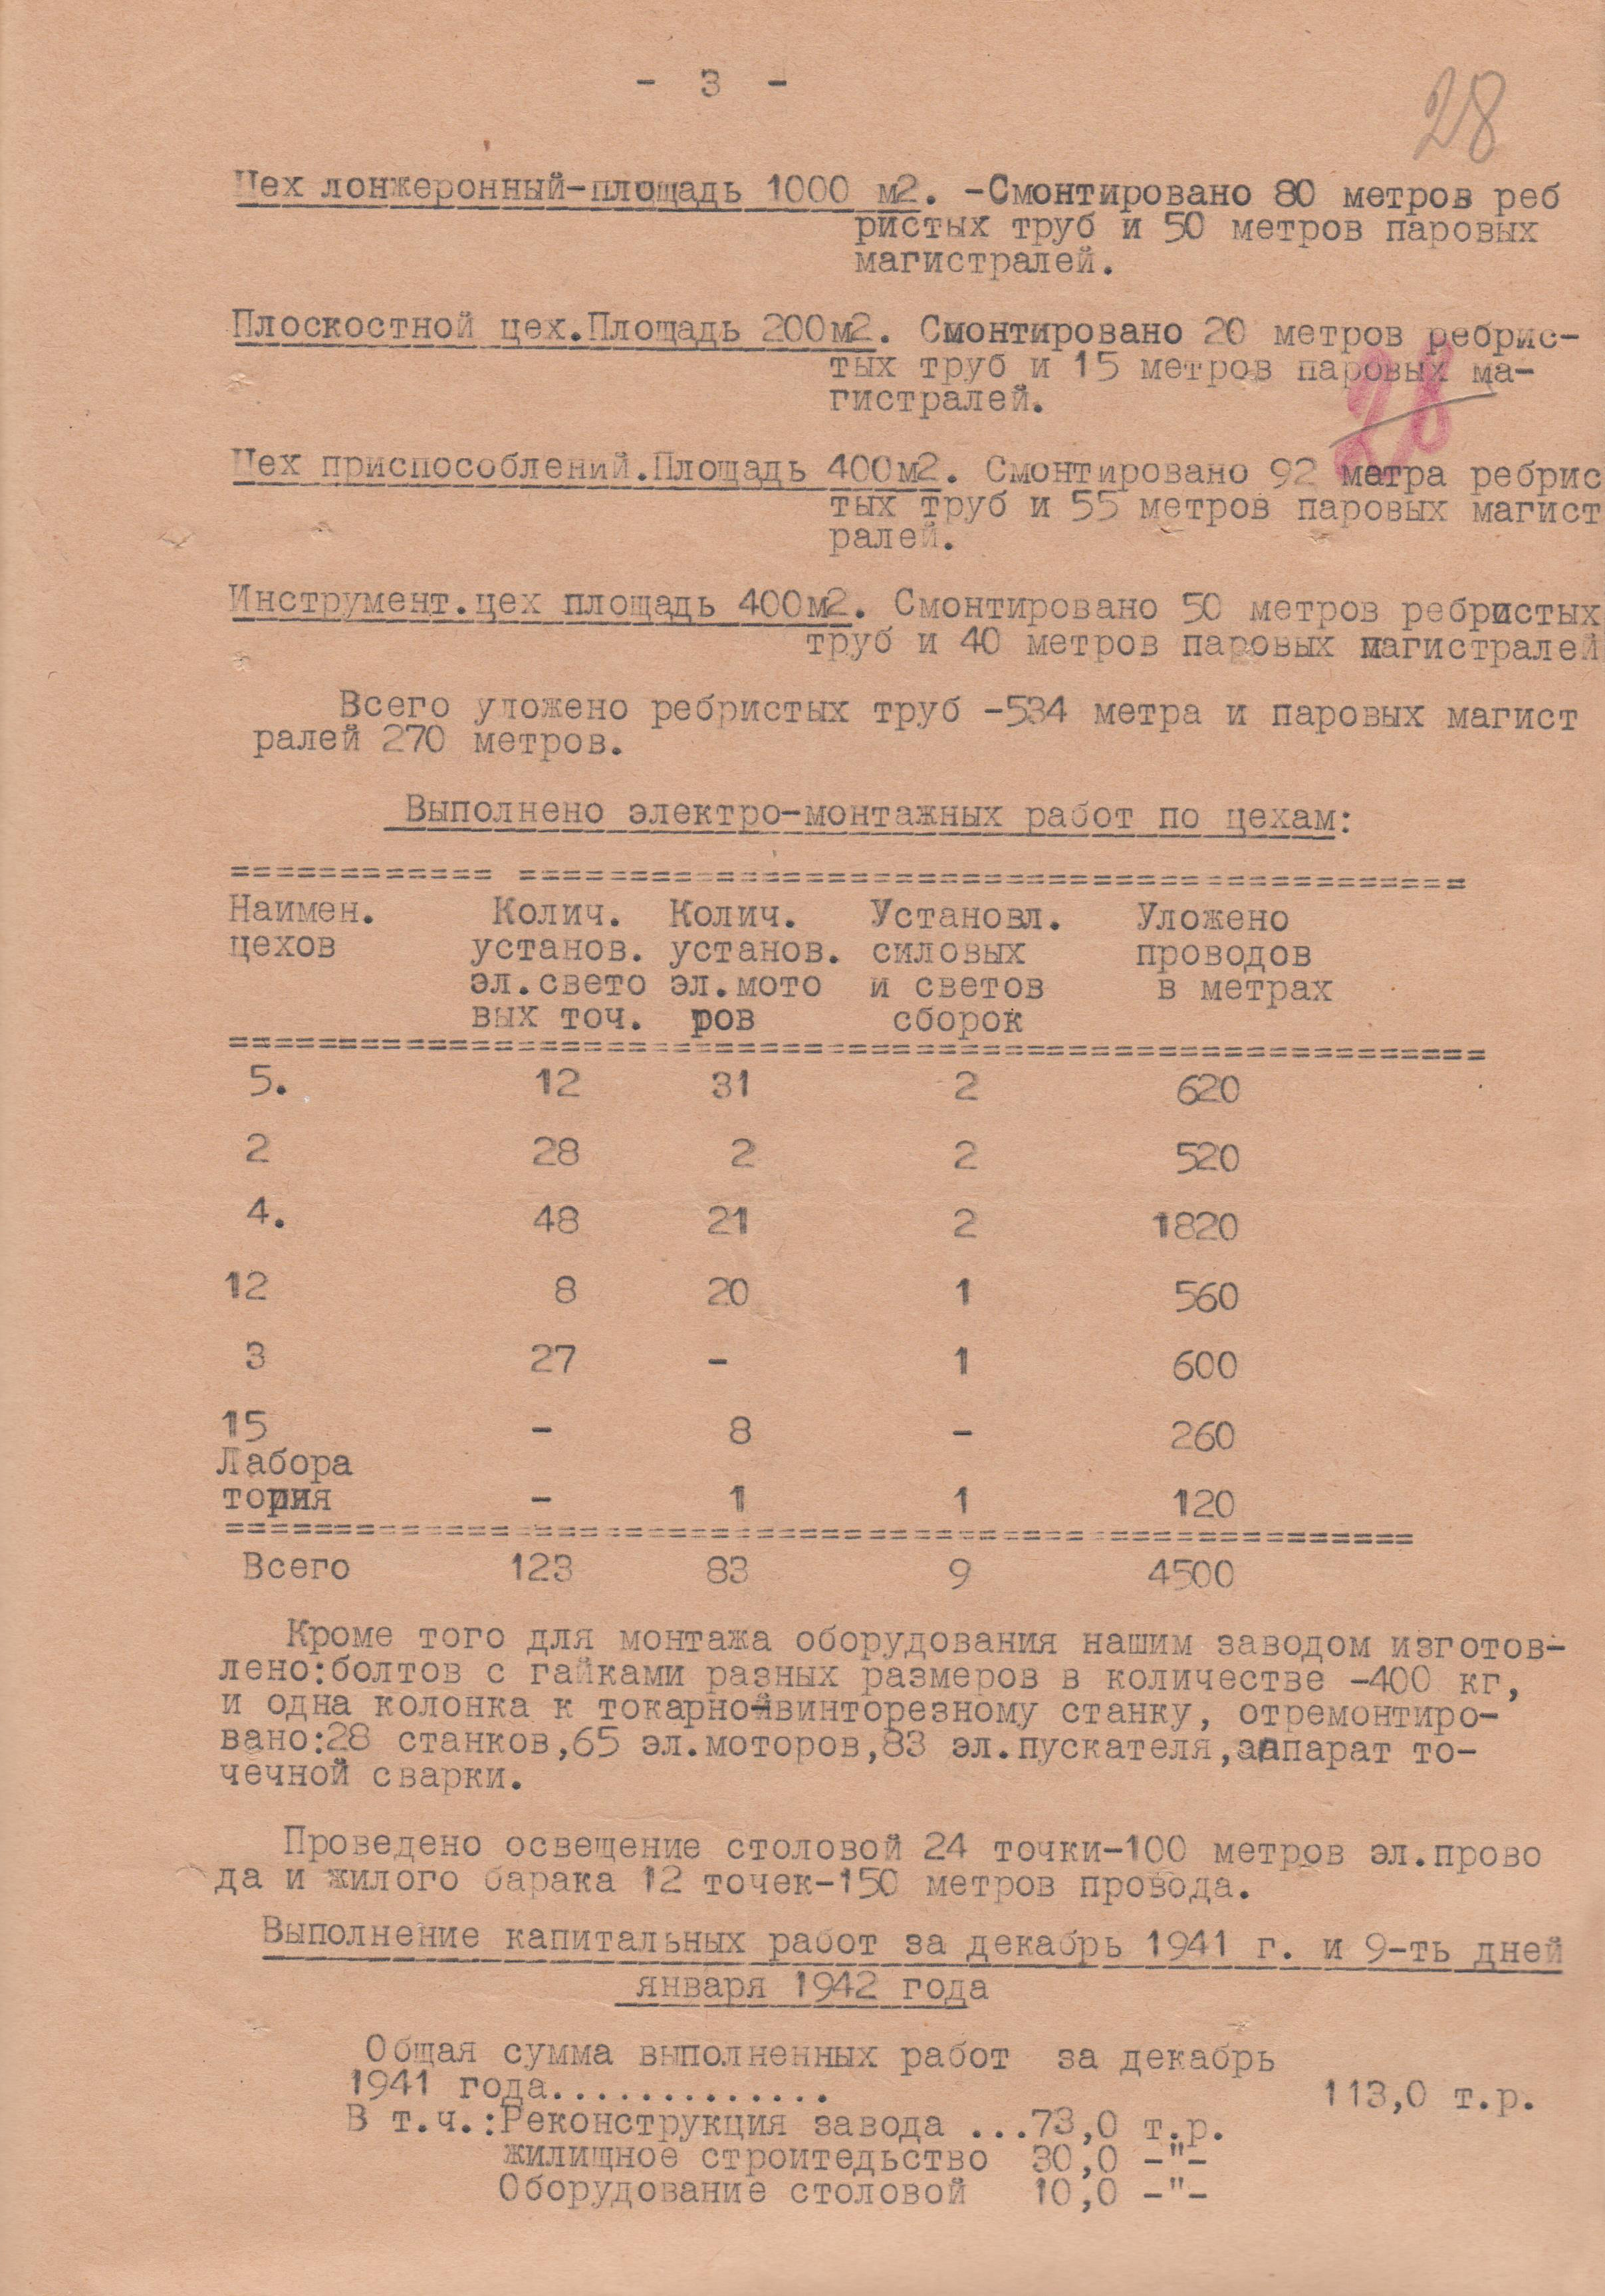 - 3 -
28
Цех лонжеронный-площадь 1000 м2. -Смонтировано 80 метров реб
ристых труб и 50 метров паровых
магистралей.
Плоскостной цех.Площадь 200м2. Смонтировано 20 метров ребрис-
тых труб и 15 метров паровых ма-
гистралей.
28
Цех приспособлений.Площадь 400м2. Смонтировано 92 метра ребрис
тых труб и 55 метров паровых магист
ралей.
Инструмент.цех площадь 400м2. Смонтировано 50 метров ребристых
труб и 40 метров паровых магистралей
Всего уложено ребристых труб -534 метра и паровых магист
ралей 270 метров.
Выполнено электро-монтажных работ по цехам:
Наимен. Колич. Колич. Установл. Уложено
цехов установ. установ. силовых проводов
эл.свето эл.мото и светов в метрах
вых точ. ров сборок
5. 12 31 2 620
2 28 2 2 520
4. 48 21 2 1820
12 8 20 1 560
3 27 - 1 600
15 - 8 - 260
Лабора
тория - 1 1 120
Всего 123 83 9 4500
Кроме того для монтажа оборудования нашим заводом изготов-
лено:болтов с гайками разных размеров в количестве -400 кг,
и одна колонка к токарно-винторезному станку, отремонтиро-
вано:28 станков,65 эл.моторов,83 эл.пускателя,аппарат то-
чечной сварки.
Проведено освещение столовой 24 точки-100 метров эл.прово
да и жилого барака 12 точек-150 метров провода.
Выполнение капитальных работ за декабрь 1941 г. и 9-ть дней
января 1942 года
Общая сумма выполненных работ за декабрь
1941 года............. 113,0 т.р.
В т.ч.:Реконструкция завода ...73,0 т.р.
жилищное строитедьство 30,0 -"-
Оборудование столовой 10,0 -"-